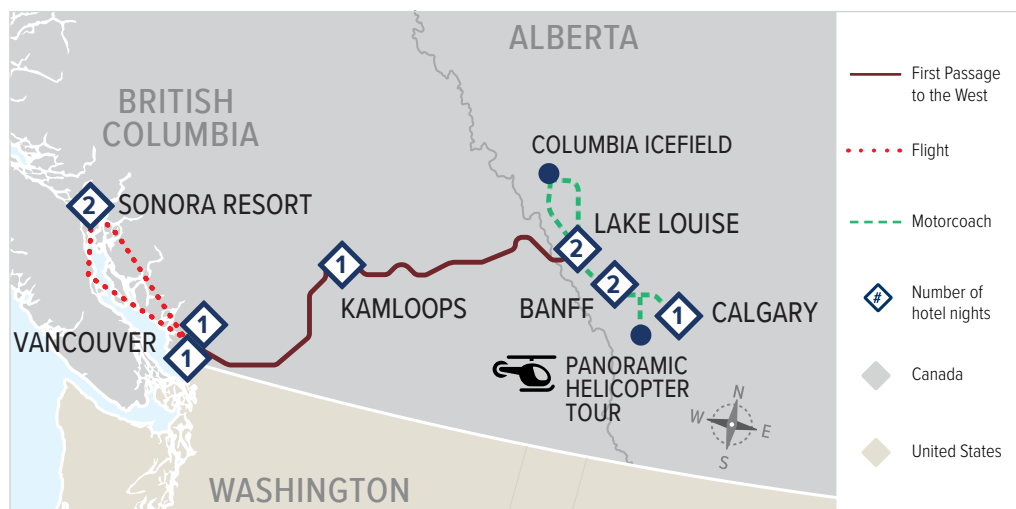 ALBERTA
BRITISH
COLUMBIA
COLUMBIA ICEFIELD
2
SONORA RESORT
LAKE LOUISE
2
1
2
KAMLOOPS
BANFF
1
CALGARY
1
VANCOUVER
1
PANORAMIC
HELICOPTER
TOUR
N
W
E
S
WASHINGTON
First Passage
to the West
Flight
Motorcoach
#
Number of
hotel nights
Canada
United States